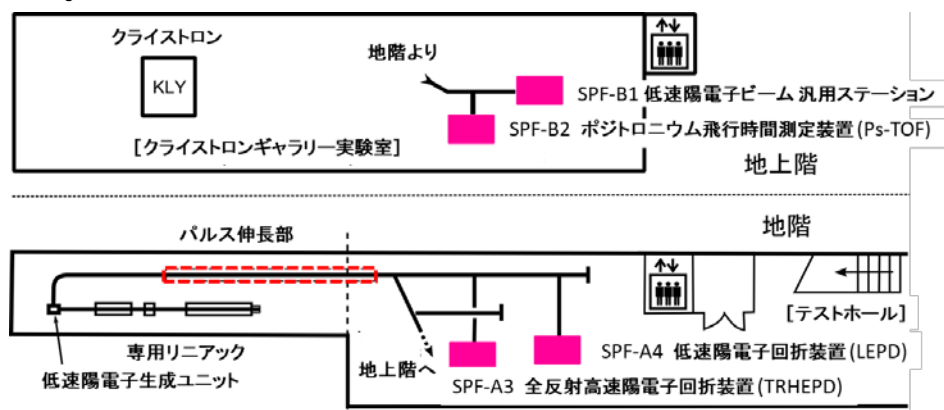 クライストロン
KLY
地階より
SPF-B1 低速陽電子ビーム 汎用ステーション
SPF-B2 ポジトロニウム飛行時間測定装置(Ps-TOF)
[クライストロンギャラリー実験室]
地上階
地階
パルス伸長部
[テストホール]
専用リニアック
低速陽電子生成ユニット
地上階へ
SPF-A4 低速陽電子回折装置(LEPD)
SPF-A3 全反射高速陽電子回折装置(TRHEPD)